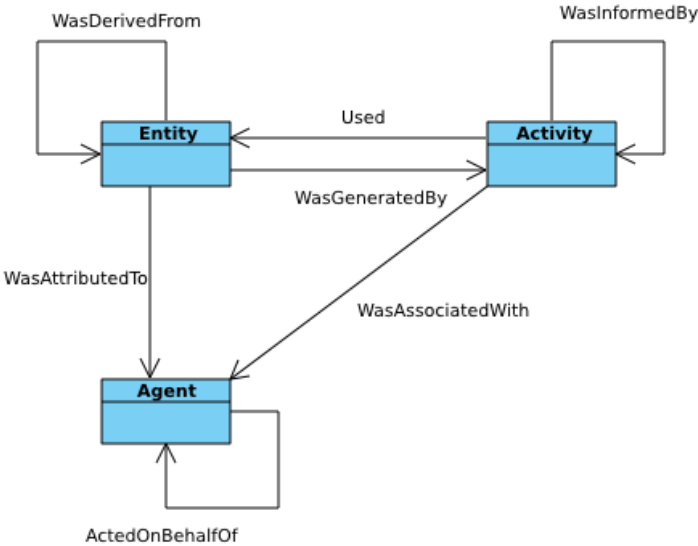 WasInformedBy
WasDerivedFrom
Used
Entity
Activity
WasGeneratedBy
WasAttributedTo
WasAssociatedWith
Agent
ActedOnBehalfOf